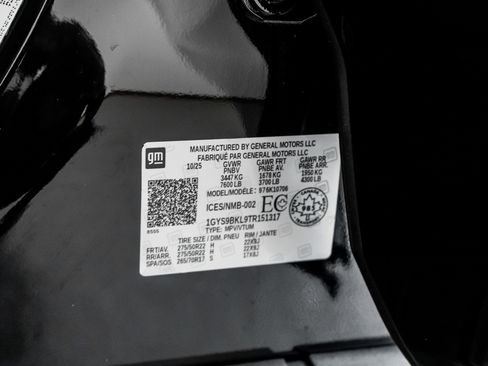 gm
MANUFACTURED BY GENERAL MOTORS LLC
FABRIQUÉ PAR GENERAL MOTORS LLC
10/25 GVWR GAWR FRT GAWR RR
PNBV PNBE AV. PNBE ARR.
3447 KG 1678 KG 1950 KG
7600 LB 3700 LB 4300 LB
MODEL/MODÈLE: 976K10706
ICES/NMB-002
1GYS9BKL9TR151317
TYPE: MPV/VTUM
TIRE SIZE / DIM. PNEU RIM / JANTE
FRT/AV. 275/50R22 H 22X9J
RR/ARR. 275/50R22 H 22X9J
SPA/SOS 265/70R17 S 17X8J